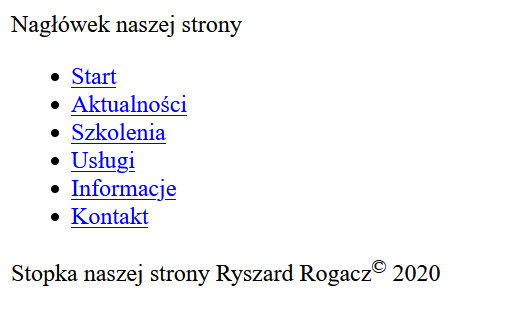 Nagłówek naszej strony
Start
Aktualności
Szkolenia
Usługi
Informacje
Kontakt
Stopka naszej strony Ryszard Rogacz© 2020